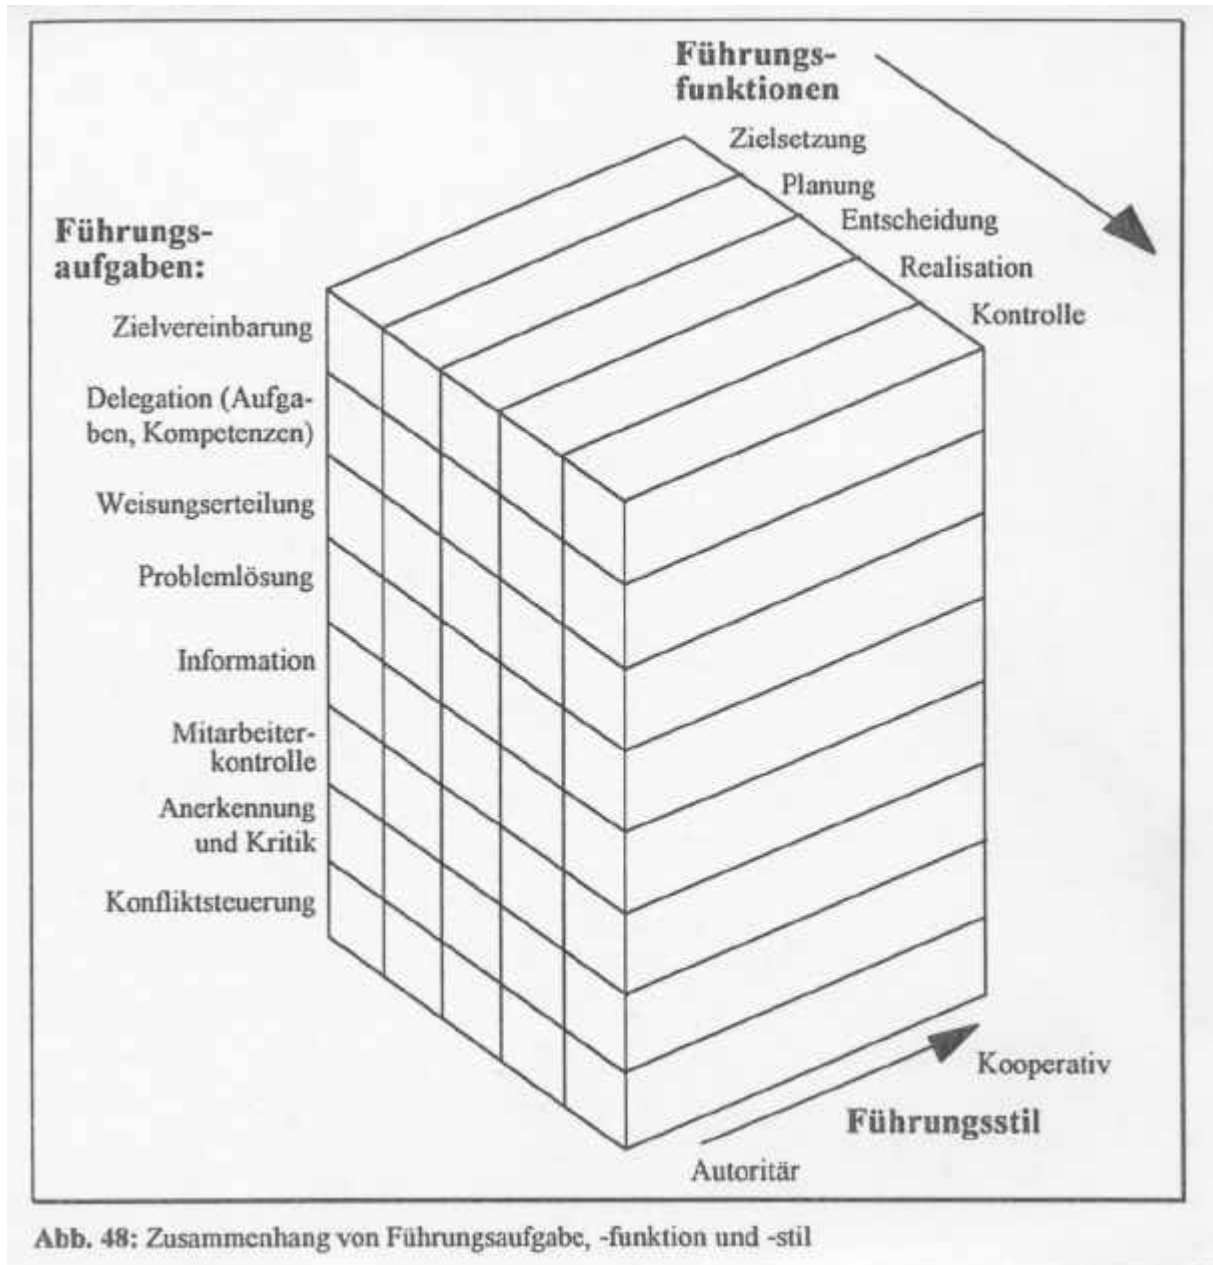 Führungs-
funktionen
Zielsetzung
Planung
Entscheidung
Realisation
Kontrolle
Führungs-
aufgaben:
Zielvereinbarung
Delegation (Aufga-
ben, Kompetenzen)
Weisungserteilung
Problemlösung
Information
Mitarbeiter-
kontrolle
Anerkennung
und Kritik
Konfliktsteuerung
Kooperativ
Führungsstil
Autoritär
Abb. 48: Zusammenhang von Führungsaufgabe, -funktion und -stil